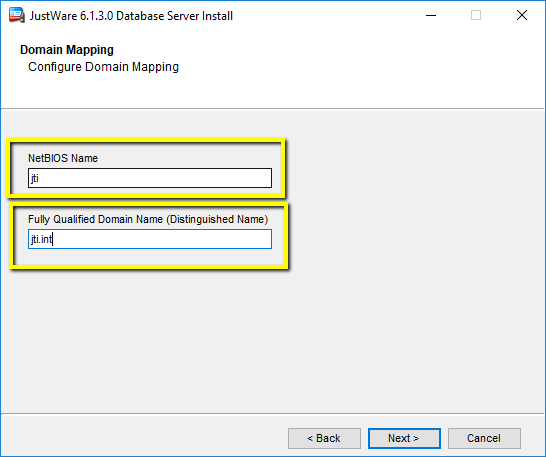 JustWare 6.1.3.0 Database Server Install
Domain Mapping
Configure Domain Mapping
NetBIOS Name
jti
Fully Qualified Domain Name (Distinguished Name)
jti.int
< Back Next > Cancel